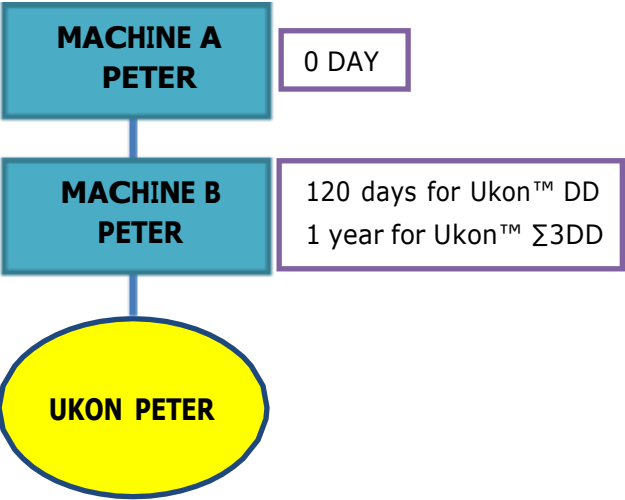 MACHINE A
PETER
0 DAY
MACHINE B
PETER
120 days for Ukon™ DD
1 year for Ukon™ ∑3DD
UKON PETER